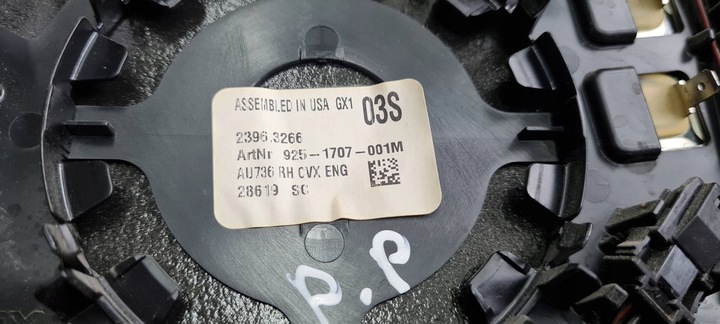 ASSEMBLED IN USA GX1 03S
2396.3266
ArtNr 925-1707-001M
AU736 RH CVX ENG
28619 SC